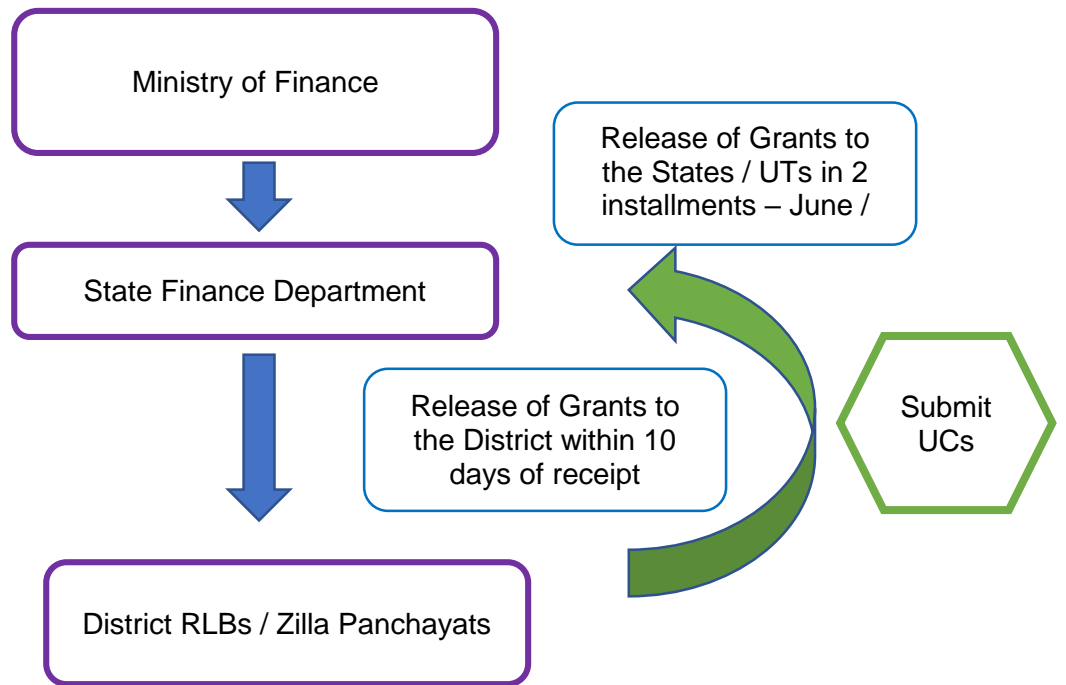 Ministry of Finance
Release of Grants to
the States / UTs in 2
installments – June /
State Finance Department
Release of Grants to
the District within 10
days of receipt
Submit
UCs
District RLBs / Zilla Panchayats